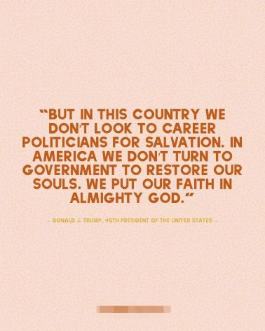 "BUT IN THIS COUNTRY WE
DON'T LOOK TO CAREER
POLITICIANS FOR SALVATION. IN
AMERICA WE DON'T TURN TO
GOVERNMENT TO RESTORE OUR
SOULS. WE PUT OUR FAITH IN
ALMIGHTY GOD."
- DONALD J. TRUMP, 45TH PRESIDENT OF THE UNITED STATES -